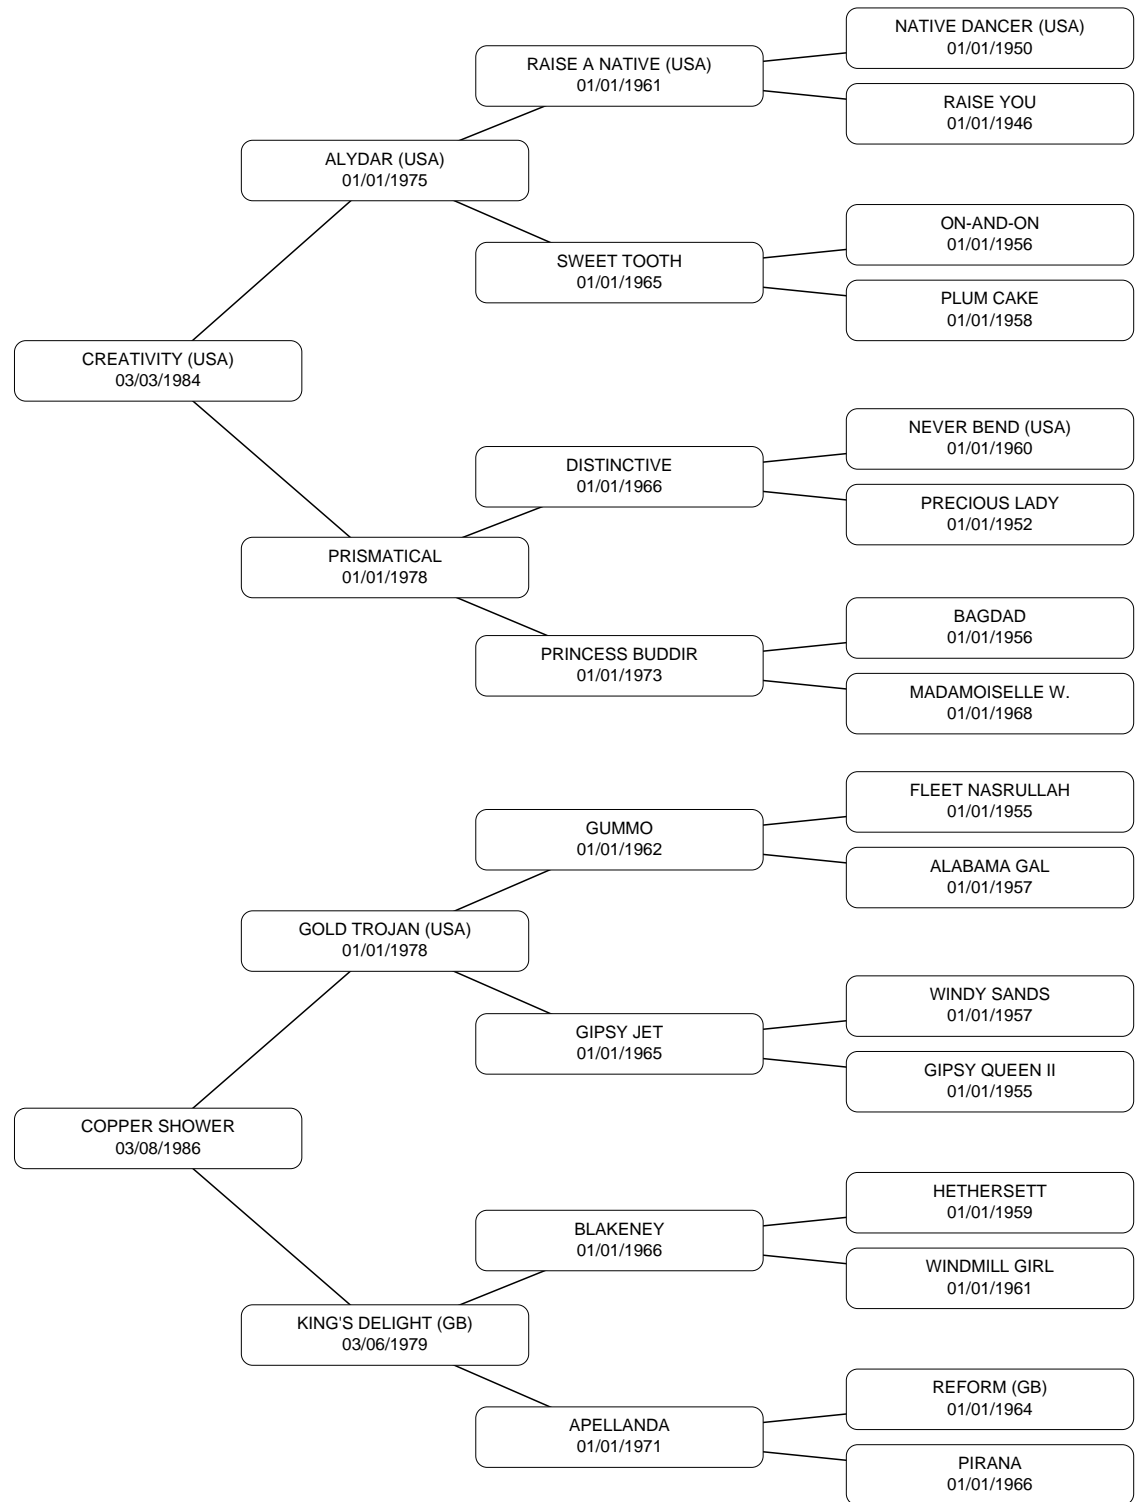 NATIVE DANCER (USA)
01/01/1950
RAISE A NATIVE (USA)
01/01/1961
RAISE YOU
01/01/1946
ALYDAR (USA)
01/01/1975
ON-AND-ON
01/01/1956
SWEET TOOTH
01/01/1965
PLUM CAKE
01/01/1958
CREATIVITY (USA)
03/03/1984
NEVER BEND (USA)
01/01/1960
DISTINCTIVE
01/01/1966
PRECIOUS LADY
01/01/1952
PRISMATICAL
01/01/1978
BAGDAD
01/01/1956
PRINCESS BUDDIR
01/01/1973
MADAMOISELLE W.
01/01/1968
FLEET NASRULLAH
01/01/1955
GUMMO
01/01/1962
ALABAMA GAL
01/01/1957
GOLD TROJAN (USA)
01/01/1978
WINDY SANDS
01/01/1957
GIPSY JET
01/01/1965
GIPSY QUEEN II
01/01/1955
COPPER SHOWER
03/08/1986
HETHERSETT
01/01/1959
BLAKENEY
01/01/1966
WINDMILL GIRL
01/01/1961
KING'S DELIGHT (GB)
03/06/1979
REFORM (GB)
01/01/1964
APELLANDA
01/01/1971
PIRANA
01/01/1966